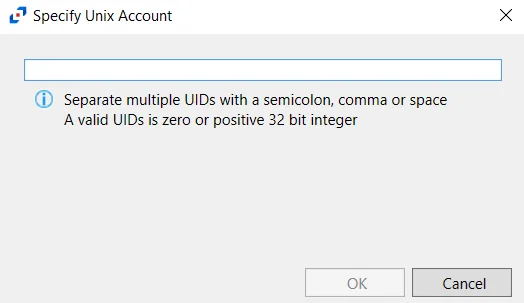 Specify Unix Account
Separate multiple UIDs with a semicolon, comma or space
A valid UIDs is zero or positive 32 bit integer
OK
Cancel